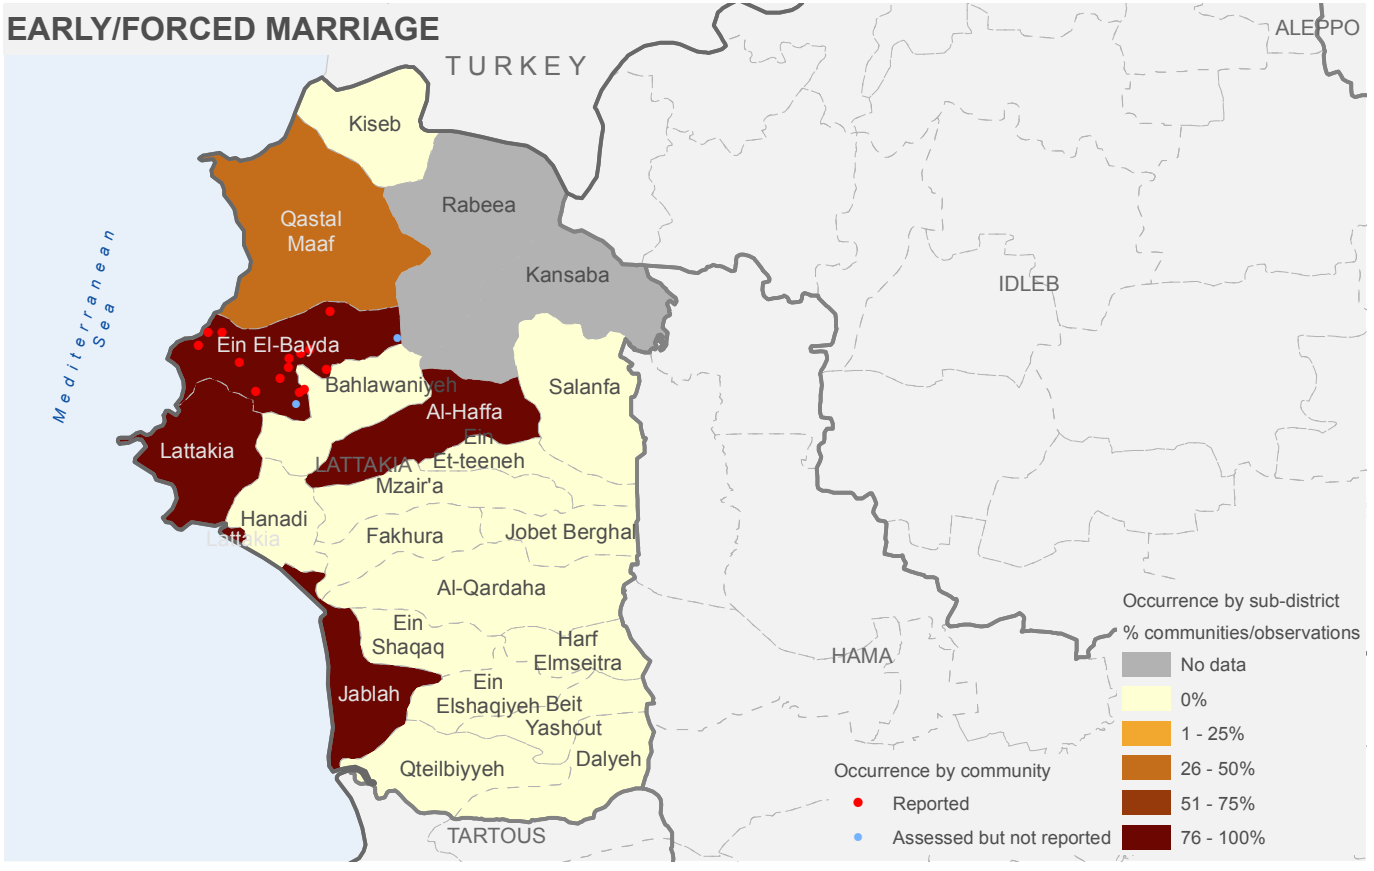 EARLY/FORCED MARRIAGE
ALEPPO
TURKEY
Kiseb
Rabeea
Qastal
Maaf
Mediterranean
Sea
Kansaba
IDLEB
Ein El-Bayda
Bahlawaniyeh
Salanfa
Al-Haffa
Ein
Et-teeneh
Lattakia
LATTAKIA
Mzair'a
Hanadi
Lattakia
Fakhura
Jobet Berghal
Al-Qardaha
Ein
Shaqaq
Harf
Elmseitra
HAMA
Jablah
Ein
Elshaqiyeh
Beit
Yashout
Qteilbiyyeh
Dalyeh
TARTOUS
Occurrence by community
Reported
Assessed but not reported
Occurrence by sub-district
% communities/observations
No data
0%
1 - 25%
26 - 50%
51 - 75%
76 - 100%